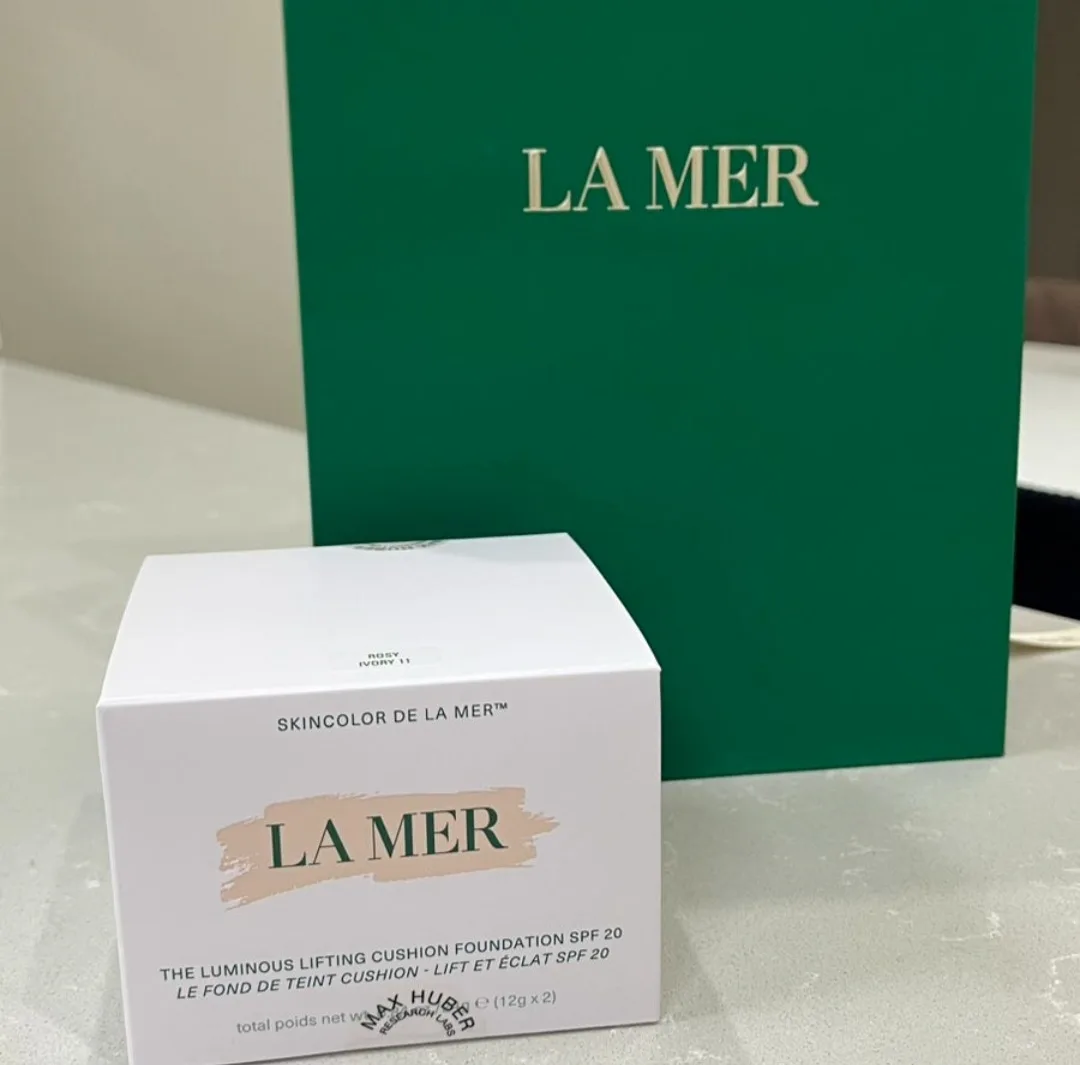 LA MER
ROSY
IVORY 11
SKINCOLOR DE LA MER™
LA MER
THE LUMINOUS LIFTING CUSHION FOUNDATION SPF 20
LE FOND DE TEINT CUSHION - LIFT ET ÉCLAT SPF 20
total poids net ℮ (12g x 2)
MAX HUBER
RESEARCH LABS